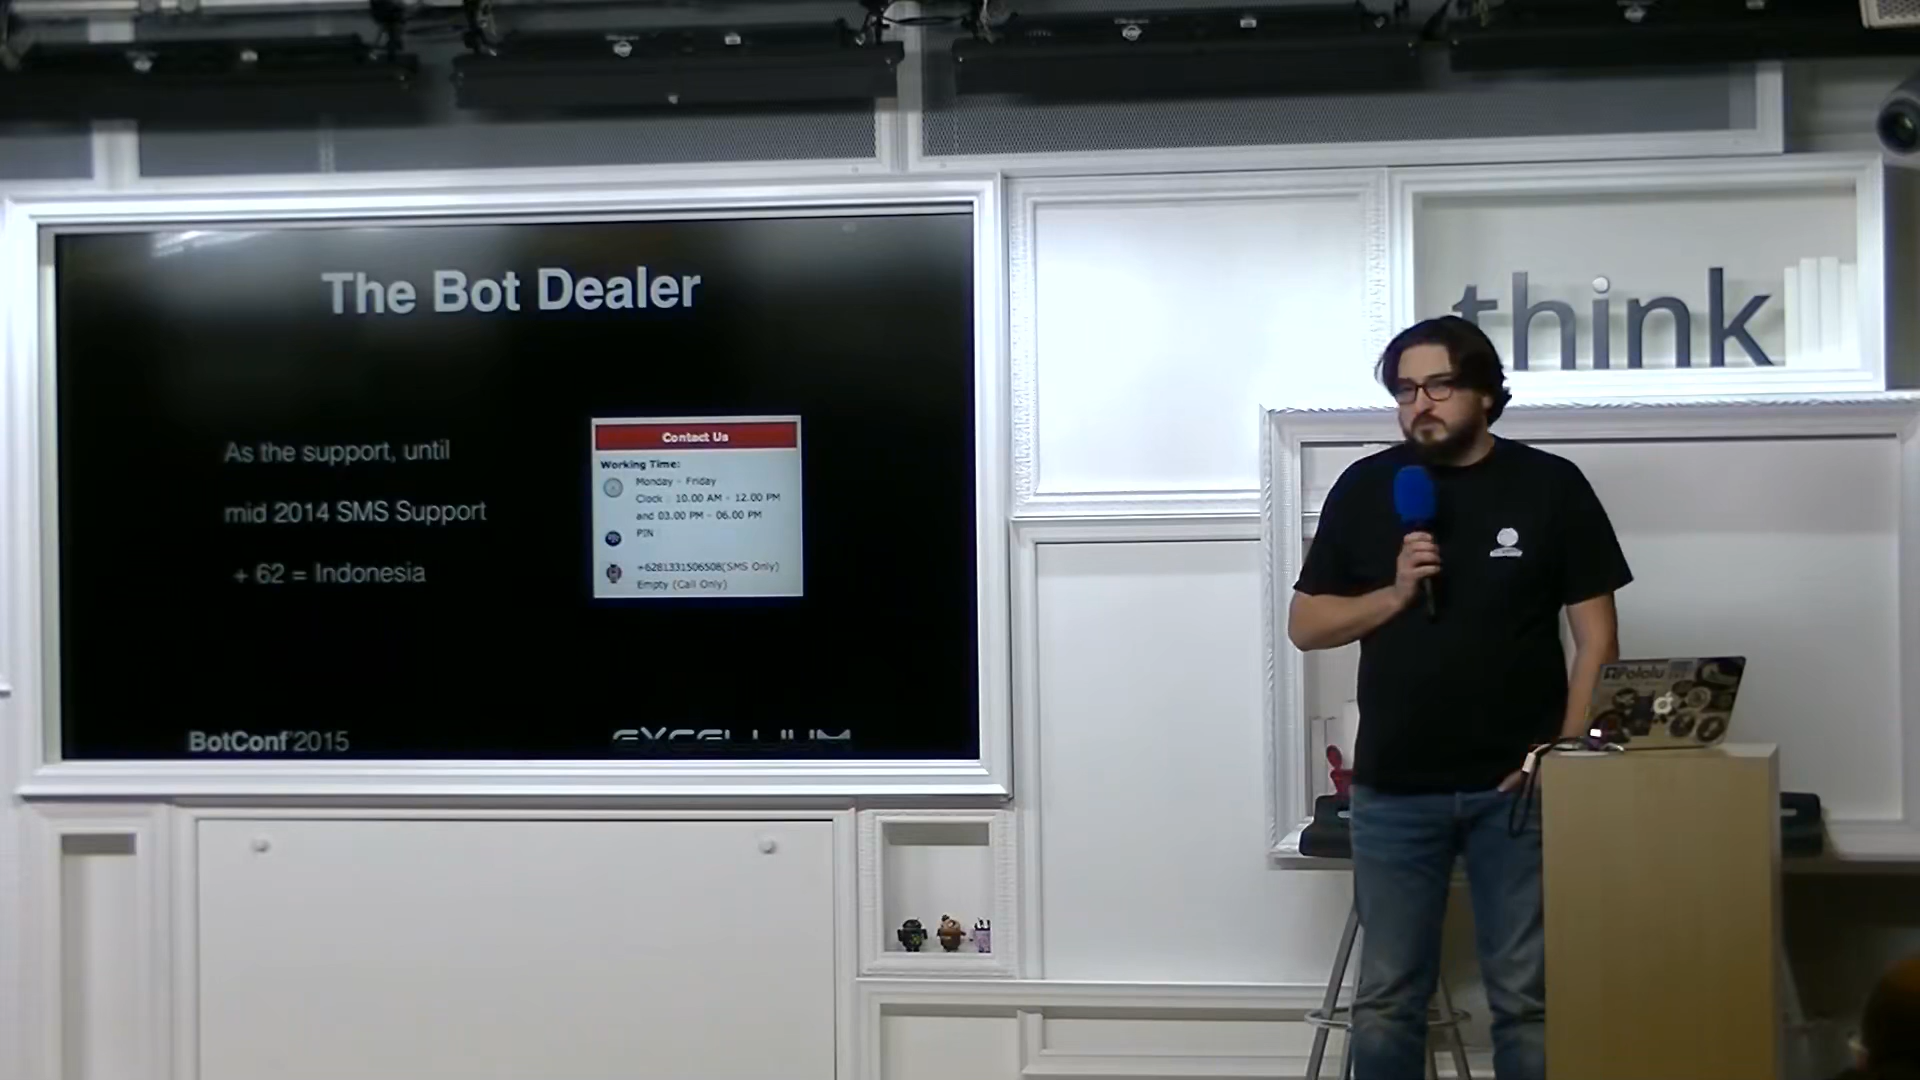 The Bot Dealer
As the support, until
mid 2014 SMS Support
+ 62 = Indonesia
Contact Us
Working Time:
Monday - Friday
Clock : 10.00 AM - 12.00 PM
and 03.00 PM - 06.00 PM
PIN
+6281331506508(SMS Only)
Empty (Call Only)
BotConf'2015
EXCELLIUM
think
Pololu